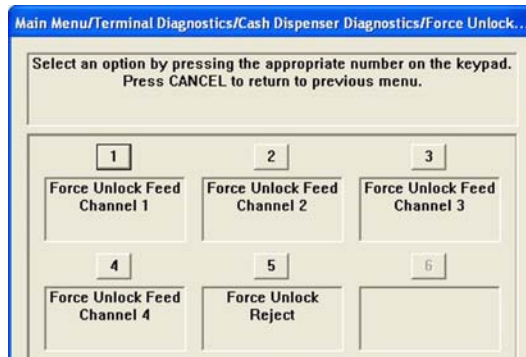 Main Menu/Terminal Diagnostics/Cash Dispenser Diagnostics/Force Unlock...
Select an option by pressing the appropriate number on the keypad.
Press CANCEL to return to previous menu.
1
2
3
Force Unlock Feed
Channel 1
Force Unlock Feed
Channel 2
Force Unlock Feed
Channel 3
4
5
6
Force Unlock Feed
Channel 4
Force Unlock
Reject